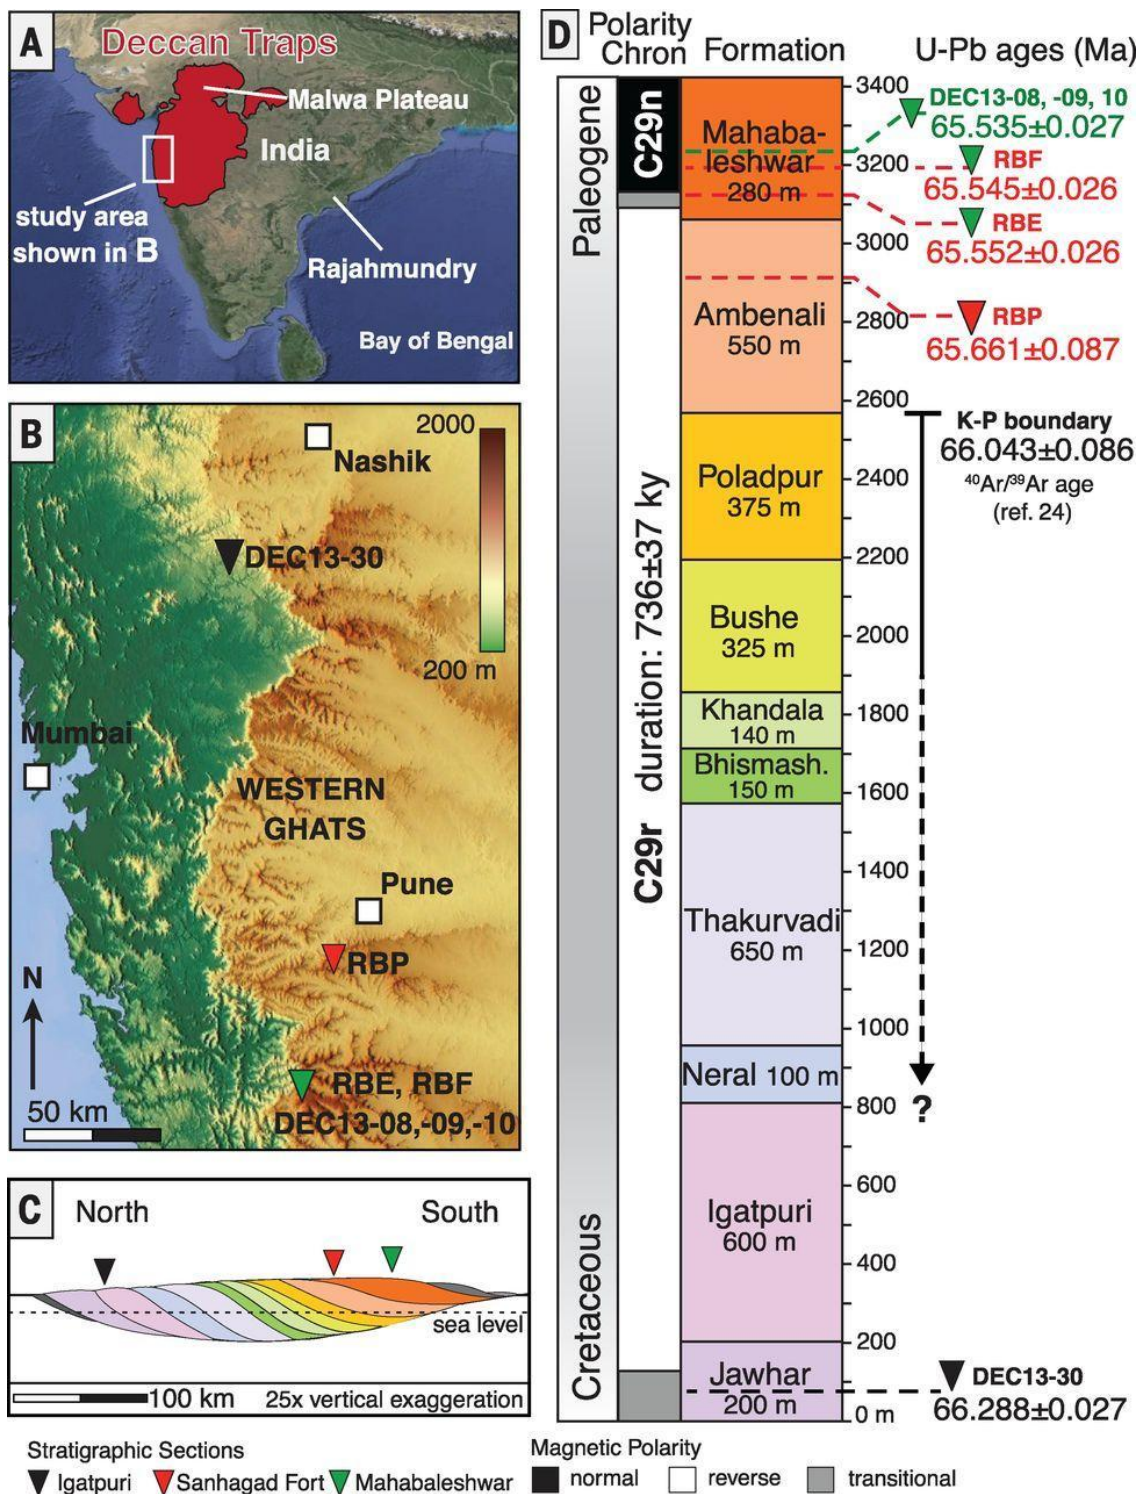 A
Deccan Traps
Malwa Plateau
India
study area
shown in B
Rajahmundry
Bay of Bengal
B
2000
Nashik
DEC13-30
200 m
Mumbai
WESTERN
GHATS
Pune
RBP
N
RBE, RBF
50 km
DEC13-08,-09,-10
C
North
South
sea level
100 km
25x vertical exaggeration
Stratigraphic Sections
Igatpuri
Sanhagad Fort
Mahabaleshwar
D
Polarity
Chron
Formation
U-Pb ages (Ma)
Paleogene
Cretaceous
C29n
C29r duration: 736±37 ky
Mahaba-
leshwar
280 m
Ambenali
550 m
Poladpur
375 m
Bushe
325 m
Khandala
140 m
Bhismash.
150 m
Thakurvadi
650 m
Neral 100 m
Igatpuri
600 m
Jawhar
200 m
3400
3200
3000
2800
2600
2400
2200
2000
1800
1600
1400
1200
1000
800
600
400
200
0 m
DEC13-08, -09, 10
65.535±0.027
RBF
65.545±0.026
RBE
65.552±0.026
RBP
65.661±0.087
K-P boundary
66.043±0.086
⁴⁰Ar/³⁹Ar age
(ref. 24)
?
DEC13-30
66.288±0.027
Magnetic Polarity
normal
reverse
transitional